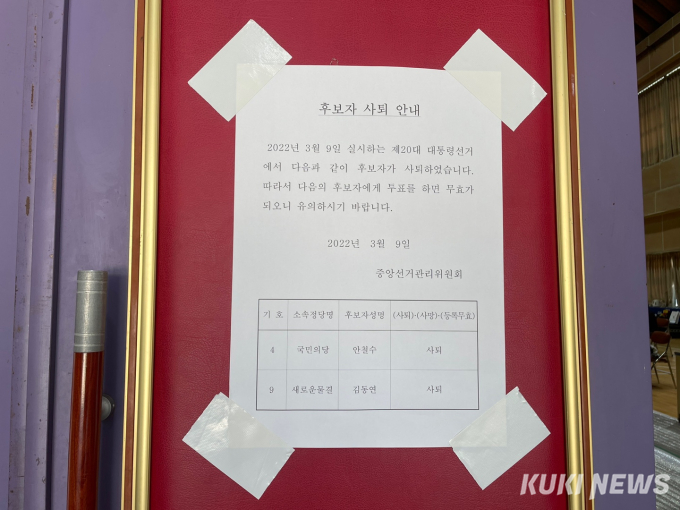 후보자 사퇴 안내
2022년 3월 9일 실시하는 제20대 대통령선거
에서 다음과 같이 후보자가 사퇴하였습니다.
따라서 다음의 후보자에게 투표를 하면 무효가
되오니 유의하시기 바랍니다.
2022년 3월 9일
중앙선거관리위원회
기 호 소속정당명 후보자성명 (사퇴)·(사망)·(등록무효)
4 국민의당 안철수 사퇴
9 새로운물결 김동연 사퇴
KUKI NEWS